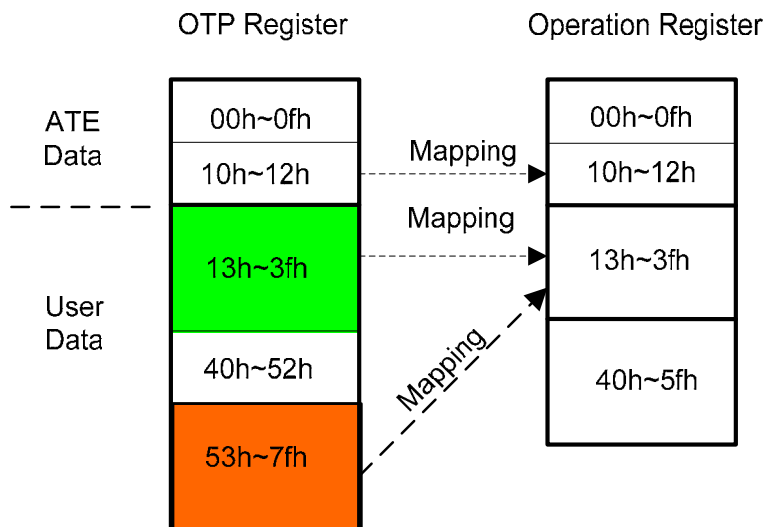 OTP Register
Operation Register
ATE
Data
00h~0fh
10h~12h
Mapping
00h~0fh
10h~12h
Mapping
User
Data
13h~3fh
40h~52h
53h~7fh
Mapping
13h~3fh
40h~5fh